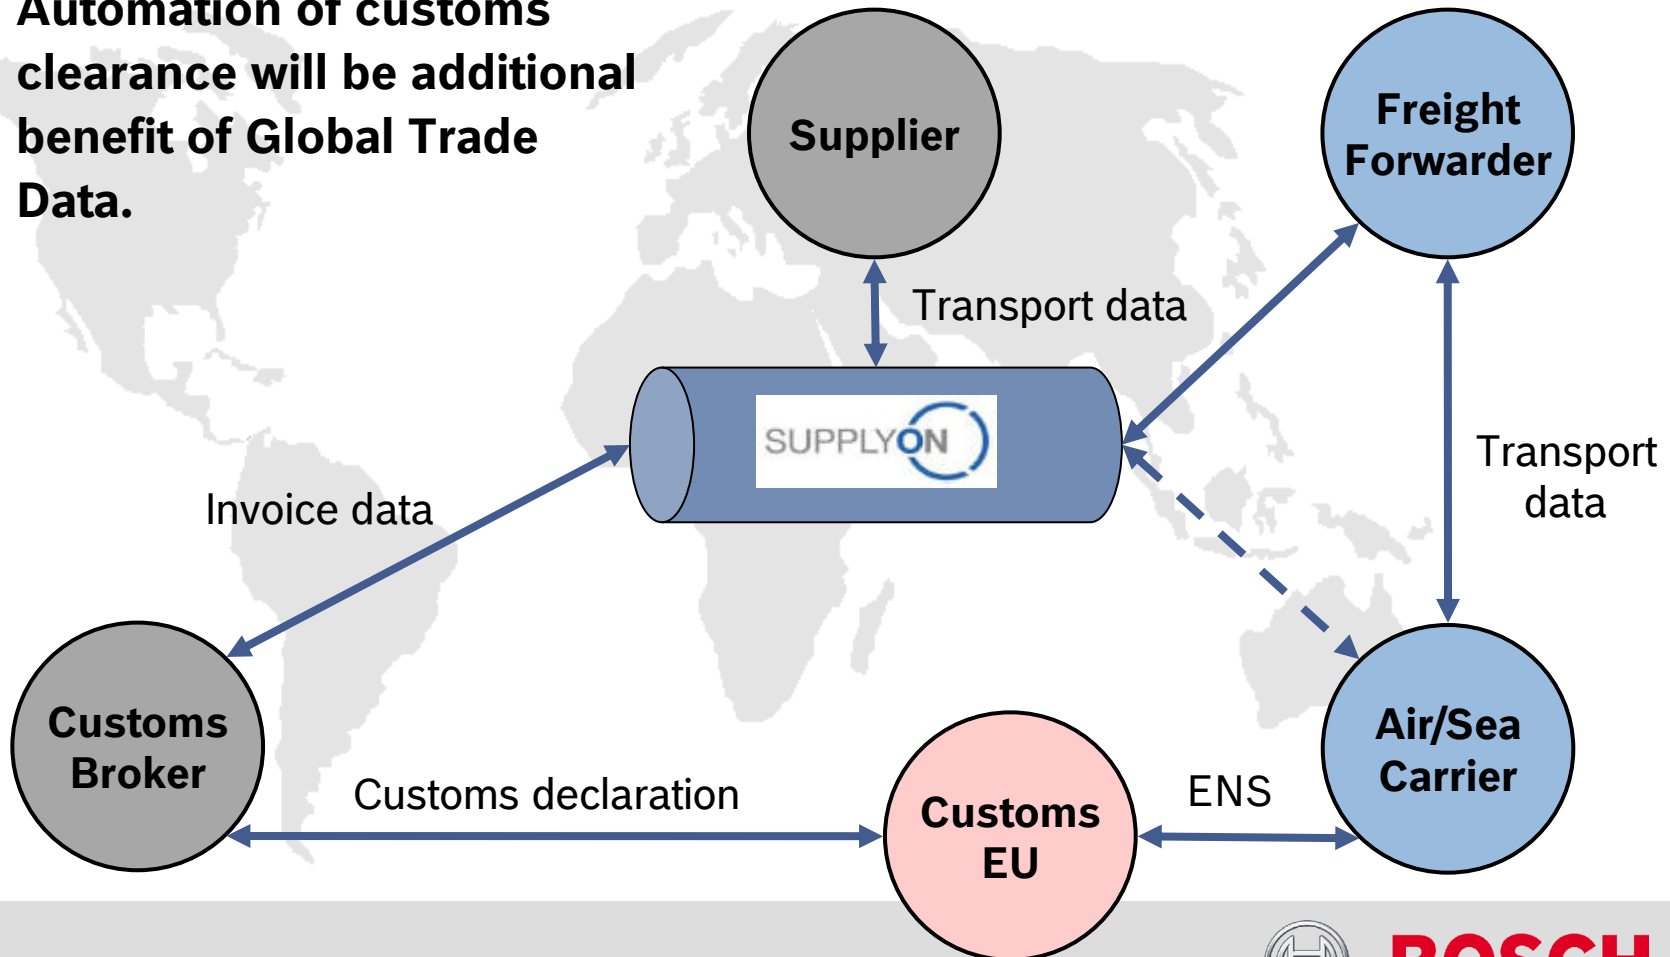 Automation of customs
clearance will be additional
benefit of Global Trade
Data.
Supplier
Freight
Forwarder
Transport data
SUPPLYON
Transport
data
Invoice data
Customs
Broker
Customs declaration
Customs
EU
ENS
Air/Sea
Carrier
BOSCH